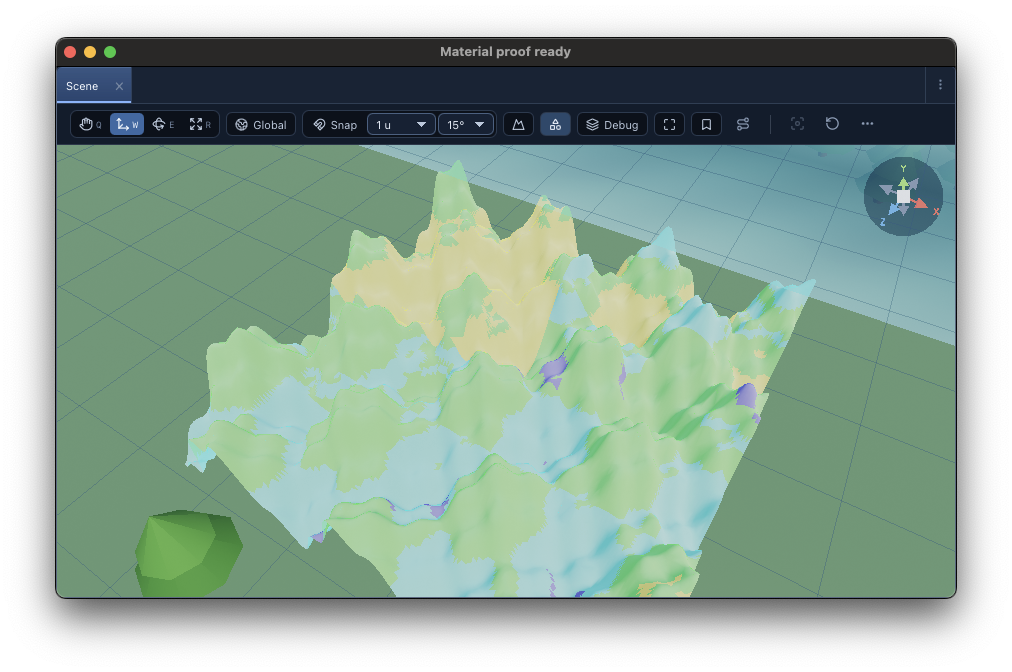 Material proof ready
Scene
Q W E R Global Snap 1 u 15° Debug
Y
X
Z